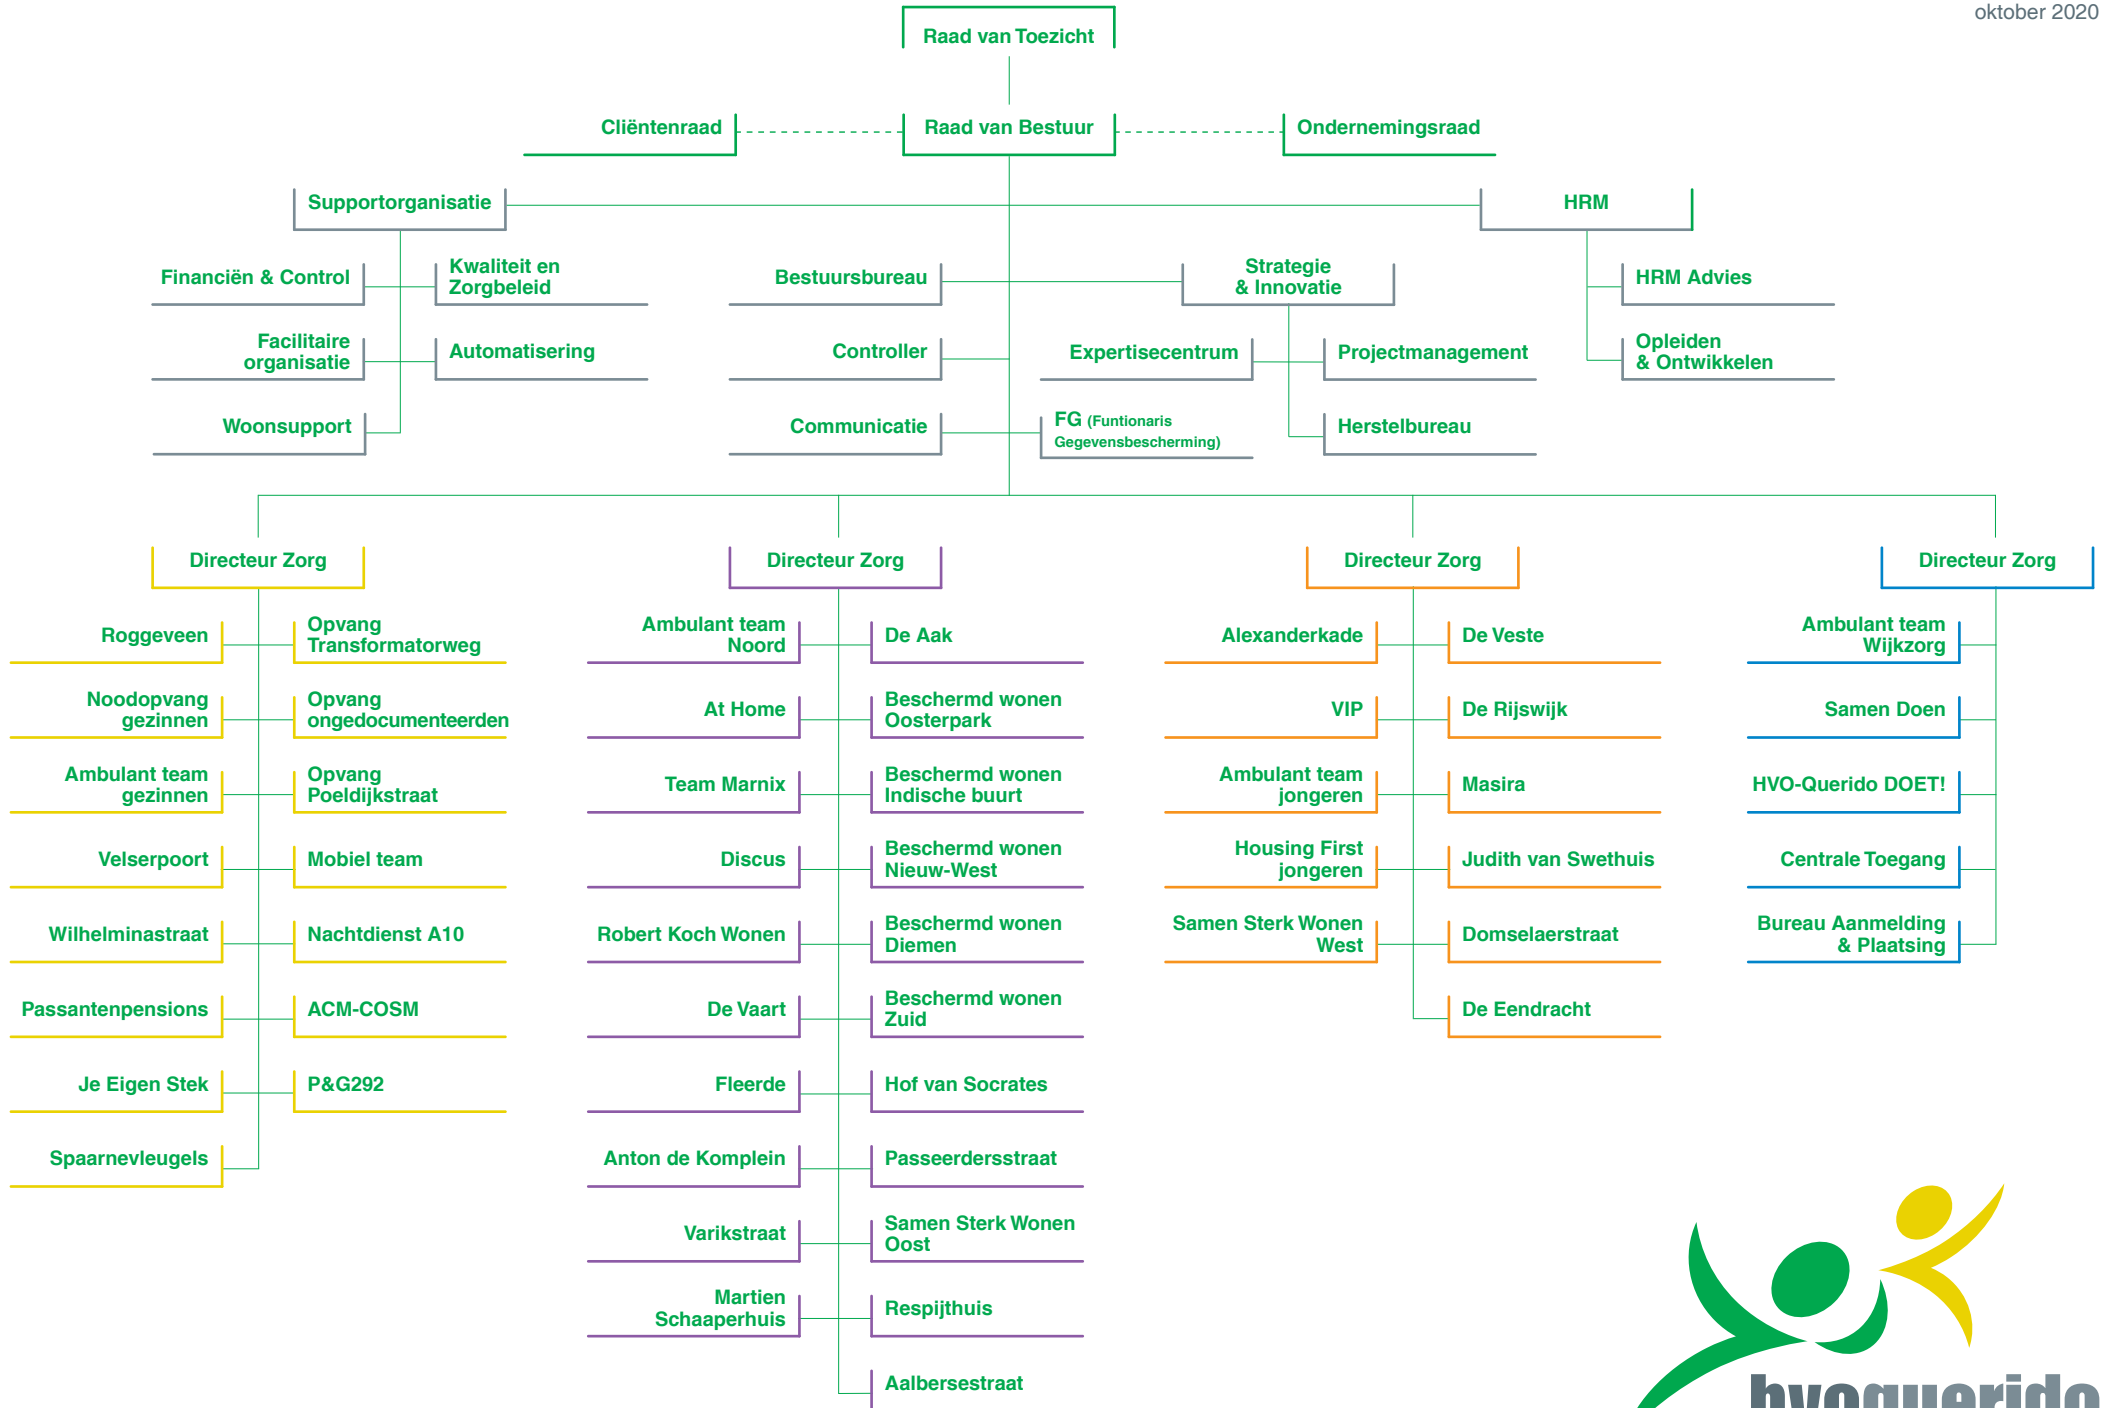 oktober 2020
Raad van Toezicht
Cliëntenraad
Raad van Bestuur
Ondernemingsraad
Supportorganisatie
HRM
Financiën & Control
Kwaliteit en
Zorgbeleid
Facilitaire
organisatie
Automatisering
Woonsupport
Bestuursbureau
Strategie
& Innovatie
Controller
Expertisecentrum
Projectmanagement
Communicatie
FG (Funtionaris
Gegevensbescherming)
Herstelbureau
HRM Advies
Opleiden
& Ontwikkelen
Directeur Zorg
Roggeveen
Opvang
Transformatorweg
Noodopvang
gezinnen
Opvang
ongedocumenteerden
Ambulant team
gezinnen
Opvang
Poeldijkstraat
Velserpoort
Mobiel team
Wilhelminastraat
Nachtdienst A10
Passantenpensions
ACM-COSM
Je Eigen Stek
P&G292
Spaarnevleugels
Directeur Zorg
Ambulant team
Noord
De Aak
At Home
Beschermd wonen
Oosterpark
Team Marnix
Beschermd wonen
Indische buurt
Discus
Beschermd wonen
Nieuw-West
Robert Koch Wonen
Beschermd wonen
Diemen
De Vaart
Beschermd wonen
Zuid
Fleerde
Hof van Socrates
Anton de Komplein
Passeerdersstraat
Varikstraat
Samen Sterk Wonen
Oost
Martien
Schaaperhuis
Respijthuis
Aalbersestraat
Directeur Zorg
Alexanderkade
De Veste
VIP
De Rijswijk
Ambulant team
jongeren
Masira
Housing First
jongeren
Judith van Swethuis
Samen Sterk Wonen
West
Domselaerstraat
De Eendracht
Directeur Zorg
Ambulant team
Wijkzorg
Samen Doen
HVO-Querido DOET!
Centrale Toegang
Bureau Aanmelding
& Plaatsing
hvoquerido